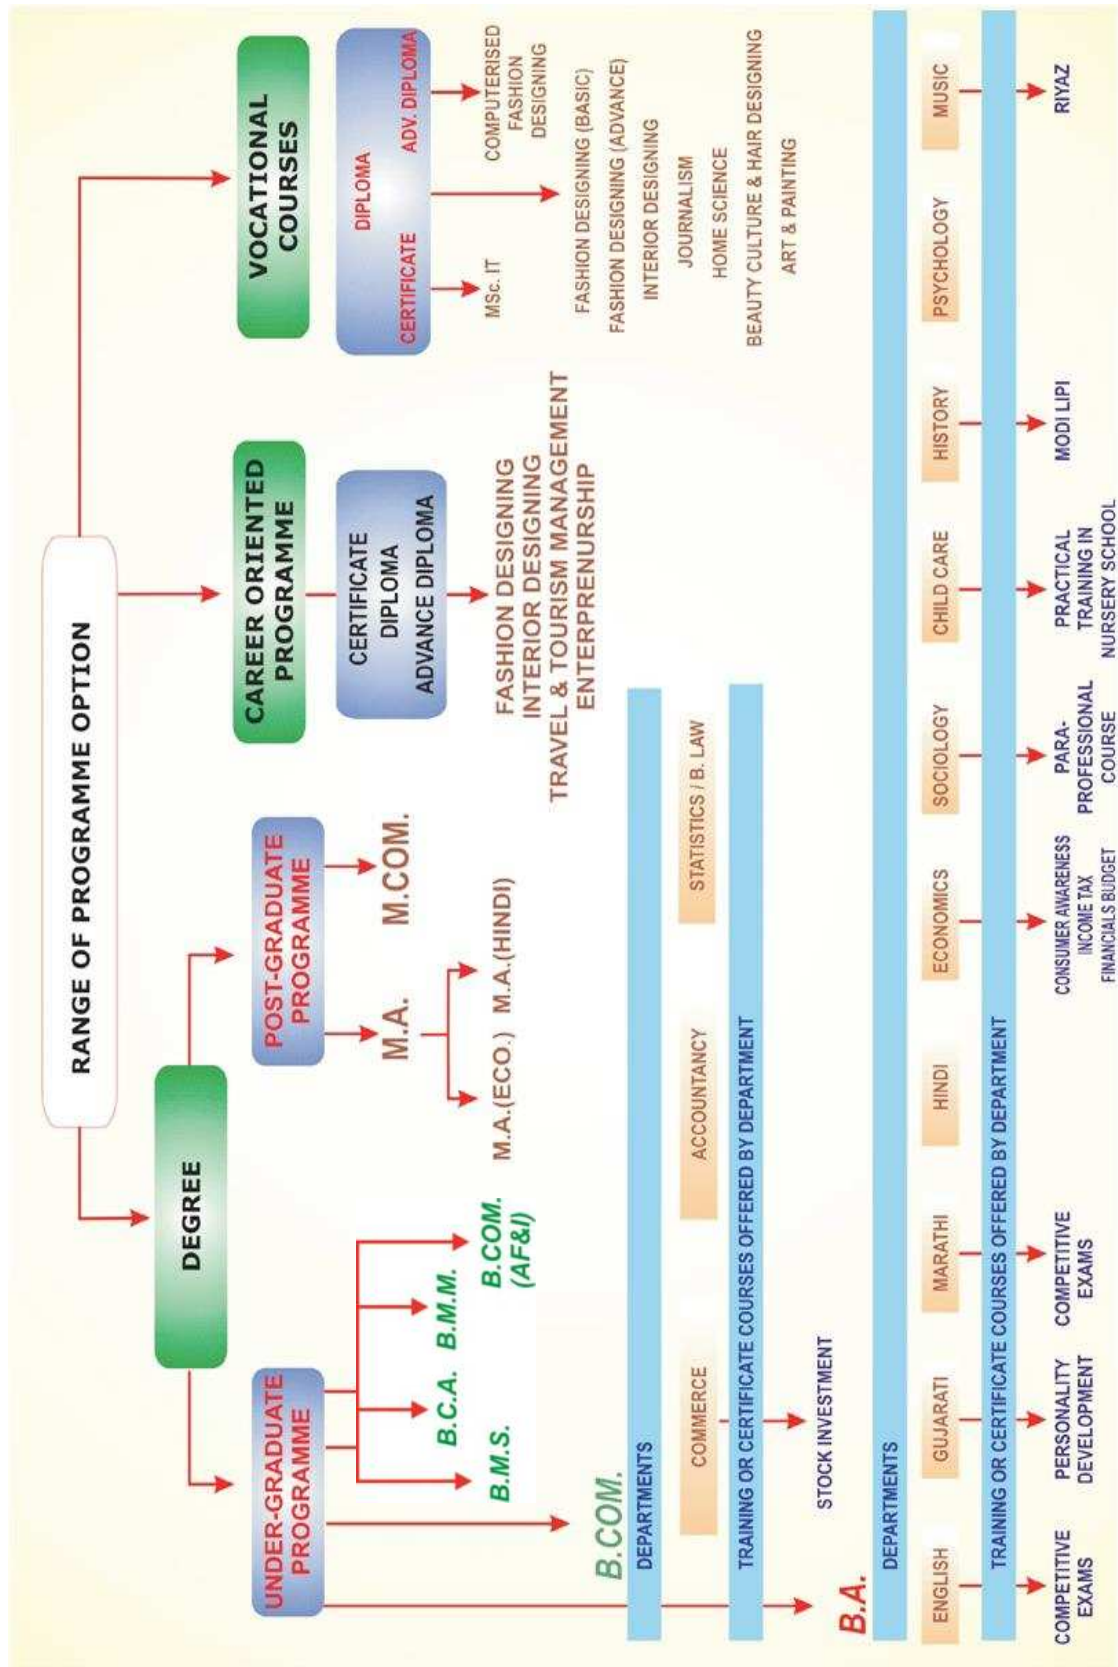 RANGE OF PROGRAMME OPTION
DEGREE
CAREER ORIENTED
PROGRAMME
VOCATIONAL
COURSES
UNDER-GRADUATE
PROGRAMME
POST-GRADUATE
PROGRAMME
CERTIFICATE
DIPLOMA
ADVANCE DIPLOMA
DIPLOMA
CERTIFICATE
ADV. DIPLOMA
B.M.S.
B.C.A.
B.M.M.
B.COM.
(AF&I)
M.A.
M.COM.
M.A.(ECO.)
M.A.(HINDI)
FASHION DESIGNING
INTERIOR DESIGNING
TRAVEL & TOURISM MANAGEMENT
ENTERPRENURSHIP
MSc. IT
COMPUTERISED
FASHION
DESIGNING
FASHION DESIGNING (BASIC)
FASHION DESIGNING (ADVANCE)
INTERIOR DESIGNING
JOURNALISM
HOME SCIENCE
BEAUTY CULTURE & HAIR DESIGNING
ART & PAINTING
B.COM.
DEPARTMENTS
COMMERCE
ACCOUNTANCY
STATISTICS / B. LAW
TRAINING OR CERTIFICATE COURSES OFFERED BY DEPARTMENT
STOCK INVESTMENT
B.A.
DEPARTMENTS
ENGLISH
GUJARATI
MARATHI
HINDI
ECONOMICS
SOCIOLOGY
CHILD CARE
HISTORY
PSYCHOLOGY
MUSIC
TRAINING OR CERTIFICATE COURSES OFFERED BY DEPARTMENT
COMPETITIVE
EXAMS
PERSONALITY
DEVELOPMENT
COMPETITIVE
EXAMS
CONSUMER AWARENESS
INCOME TAX
FINANCIALS BUDGET
PARA-
PROFESSIONAL
COURSE
PRACTICAL
TRAINING IN
NURSERY SCHOOL
MODI LIPI
RIYAZ